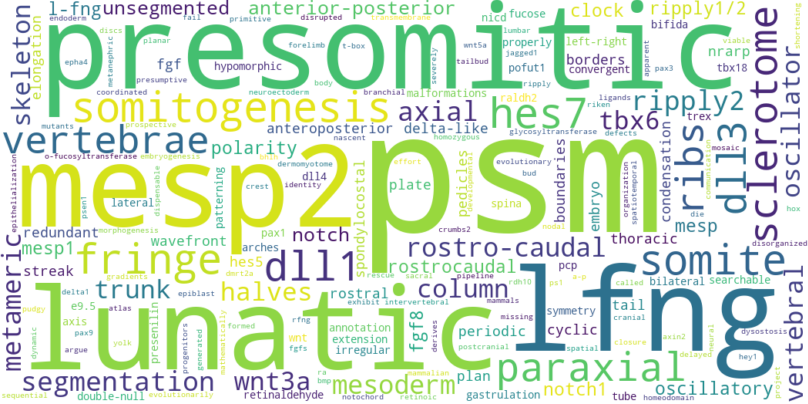 l-fng unsegmented anterior-posterior clock ripply1/2
presomitic
skeleton
elongation
endoderm
discs
fgf
epha4
metanephric
presumptive
planar
fail
primitive
disrupted
hypomorphic
forelimb
t-box
coordinated
neuroectoderm
transmembrane
lumbar
wnt5a
tailbud
body
severely
jagged1
nicd
fucose
properly
pofut1
ripply
left-right
borders
convergent
bifida
nrarp
viable
tbx18
apparent
pax3
shortening
sclerotome
oscillator
somitogenesis
axial
branchial
malformations
raldh2
riken
ligands
glycosyltransferase
defects
hes7
ripply2
tbx6
trex
mosaic
mutants
prospective
vertebrae
anteroposterior
delta-like
homozygous
nascent
polarity
o-fucosyltransferase
embryogenesis
dermomyotome
epithelialization
mesp2
psm
psen1
lateral
dispensable
patterning
crest
dll4
identity
spondylocostal
effort
plate
developmental
pedicles
evolutionary
bud
spina
boundaries
embryo
organization
spatiotemporal
condensation
ribs
dll3
communication
die
mesp
hox
disorganized
redundant
morphogenesis
pax1
notch
arches
mesp1
wavefront
hes5
dmrt2a
fringe
dll1
crumbs2
nodal
rostro-caudal
thoracic
somite
metameric
streak
gradients
delta1
e9.5
epiblast
trunk
halves
rostral
rostrocaudal
rescue
sacral
pipeline
column
rdh10
pcp
ps1
a-p
bilateral
searchable
tail
cranial
called
lfng
vertebral
pudgy
axis
atlas
pax9
argue
yolk
dynamic
lunatic
presenilin
progenitors
derives
formed
generated
mathematically
rfng
wnt
fgfs
exhibit
intervertebral
annotation
extension
irregular
fgf8
mammals
missing
postcranial
periodic
symmetry
cyclic
spatial
closure
axin2
delayed
neural
hey1
dysostosis
segmentation
wnt3a
ra
bmp
mesoderm
plan
paraxial
notch1
oscillatory
sequential
double-null
evolutionarily
retinaldehyde
notochord
mammalian
retinoic
gastrulation
tube
homeodomain
project